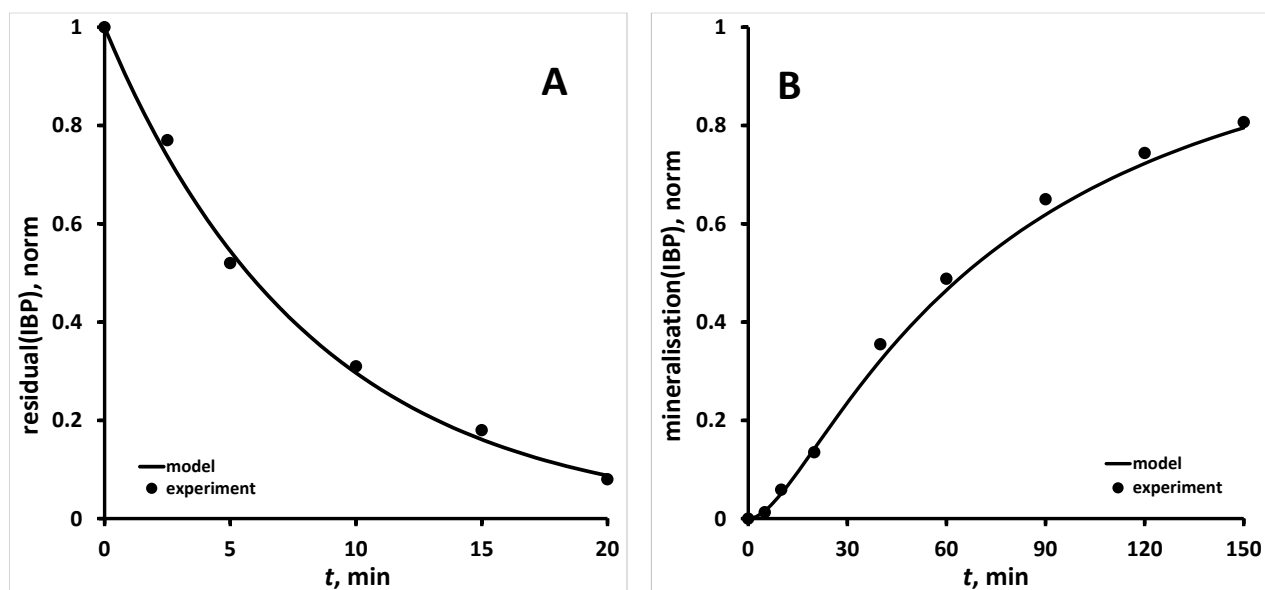 A
1
0.8
0.6
0.4
0.2
0
residual(IBP), norm
model
experiment
0 5 10 15 20
t, min
B
1
0.8
0.6
0.4
0.2
0
mineralisation(IBP), norm
model
experiment
0 30 60 90 120 150
t, min